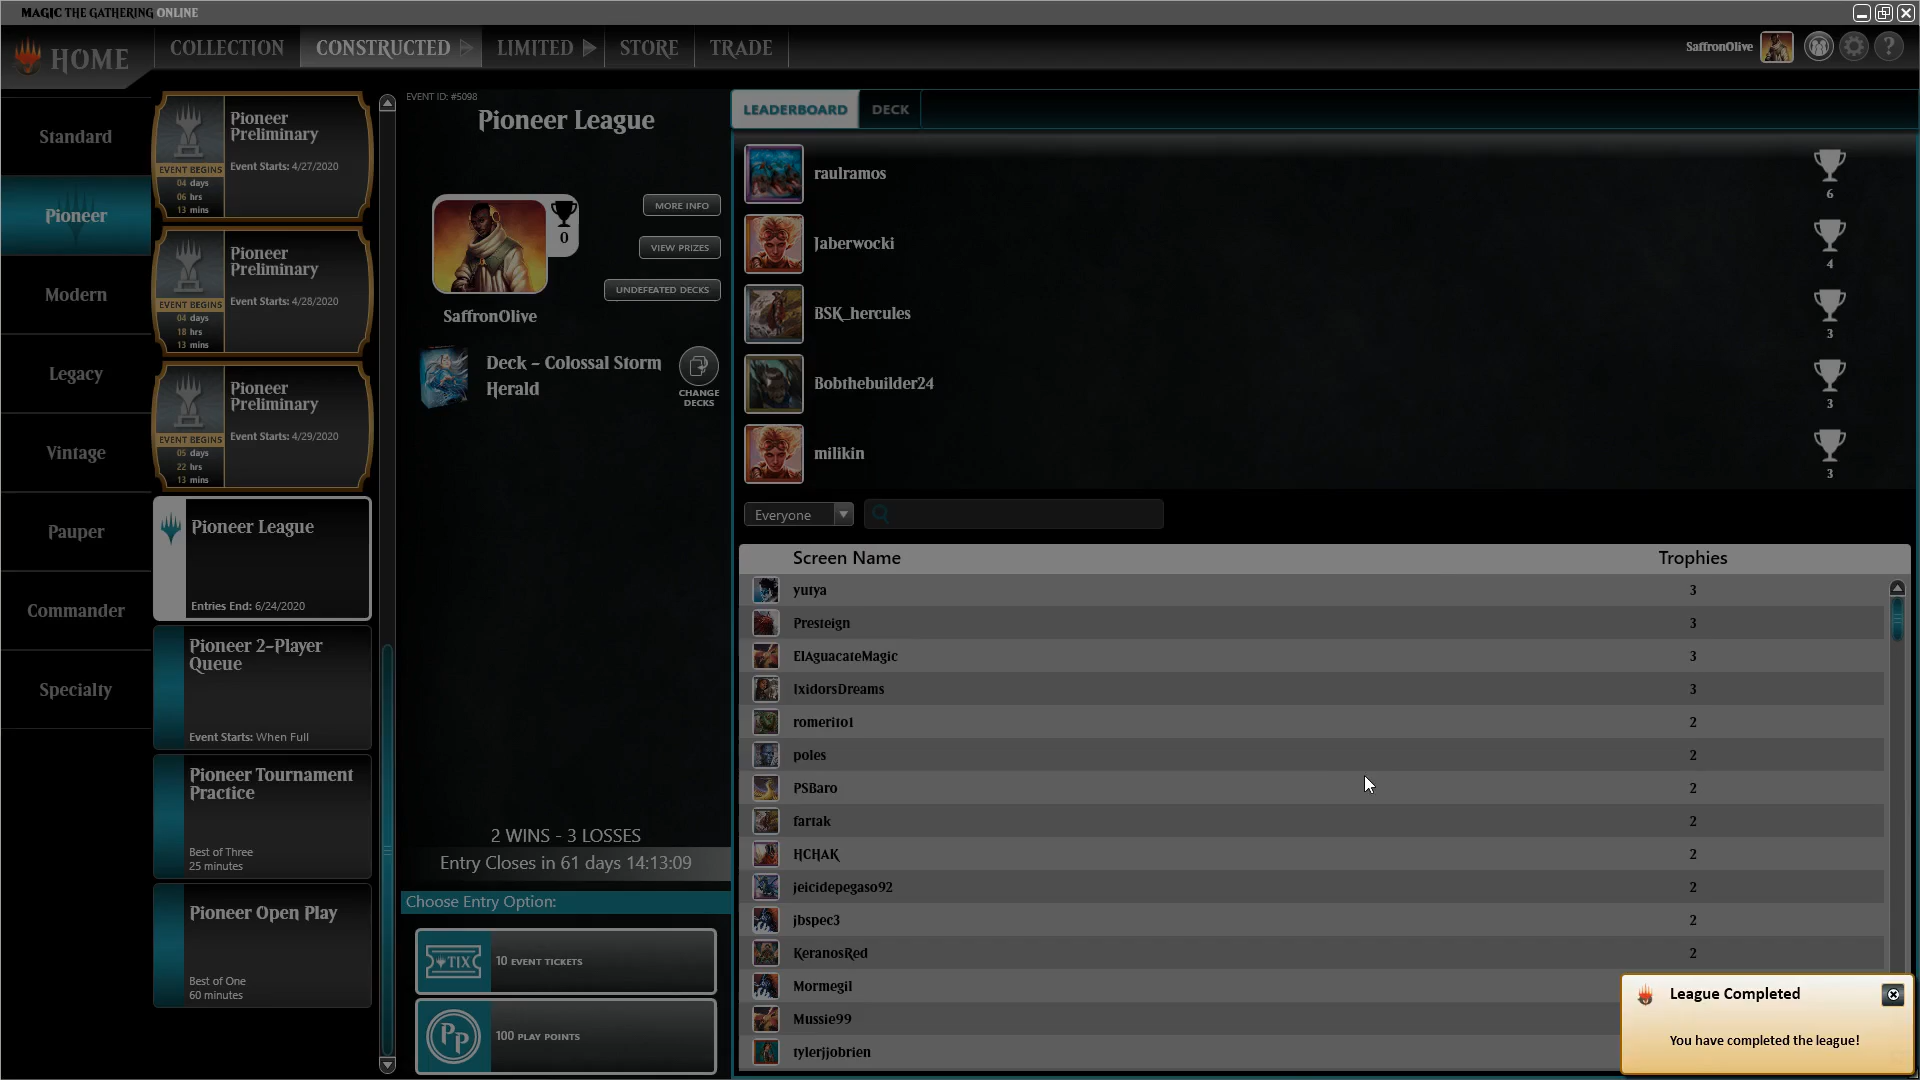 MAGIC THE GATHERING ONLINE
HOME
COLLECTION
CONSTRUCTED
LIMITED
STORE
TRADE
SaffronOlive
?
Standard
Pioneer
Modern
Legacy
Vintage
Pauper
Commander
Specialty
Pioneer
Preliminary
Event Starts: 4/27/2020
EVENT BEGINS
04 days
06 hrs
13 mins
Pioneer
Preliminary
Event Starts: 4/28/2020
EVENT BEGINS
04 days
18 hrs
13 mins
Pioneer
Preliminary
Event Starts: 4/29/2020
EVENT BEGINS
05 days
22 hrs
13 mins
Pioneer League
Entries End: 6/24/2020
Pioneer 2-Player
Queue
Event Starts: When Full
Pioneer Tournament
Practice
Best of Three
25 minutes
Pioneer Open Play
Best of One
60 minutes
EVENT ID: #5098
Pioneer League
0
MORE INFO
VIEW PRIZES
UNDEFEATED DECKS
SaffronOlive
Deck - Colossal Storm
Herald
CHANGE
DECKS
2 WINS - 3 LOSSES
Entry Closes in 61 days 14:13:09
Choose Entry Option:
TIX
10 EVENT TICKETS
PP
100 PLAY POINTS
LEADERBOARD
DECK
raulramos
6
Jaberwocki
4
BSK_hercules
3
Bobthebuilder24
3
milikin
3
Everyone
Screen Name Trophies
yutya 3
Presteign 3
ElAguacateMagic 3
IxidorsDreams 3
romerito1 2
poles 2
PSBaro 2
fartak 2
HCHAK 2
jeicidepegaso92 2
jbspec3 2
KeranosRed 2
Mormegil
Mussie99
tylerjjobrien
League Completed
You have completed the league!